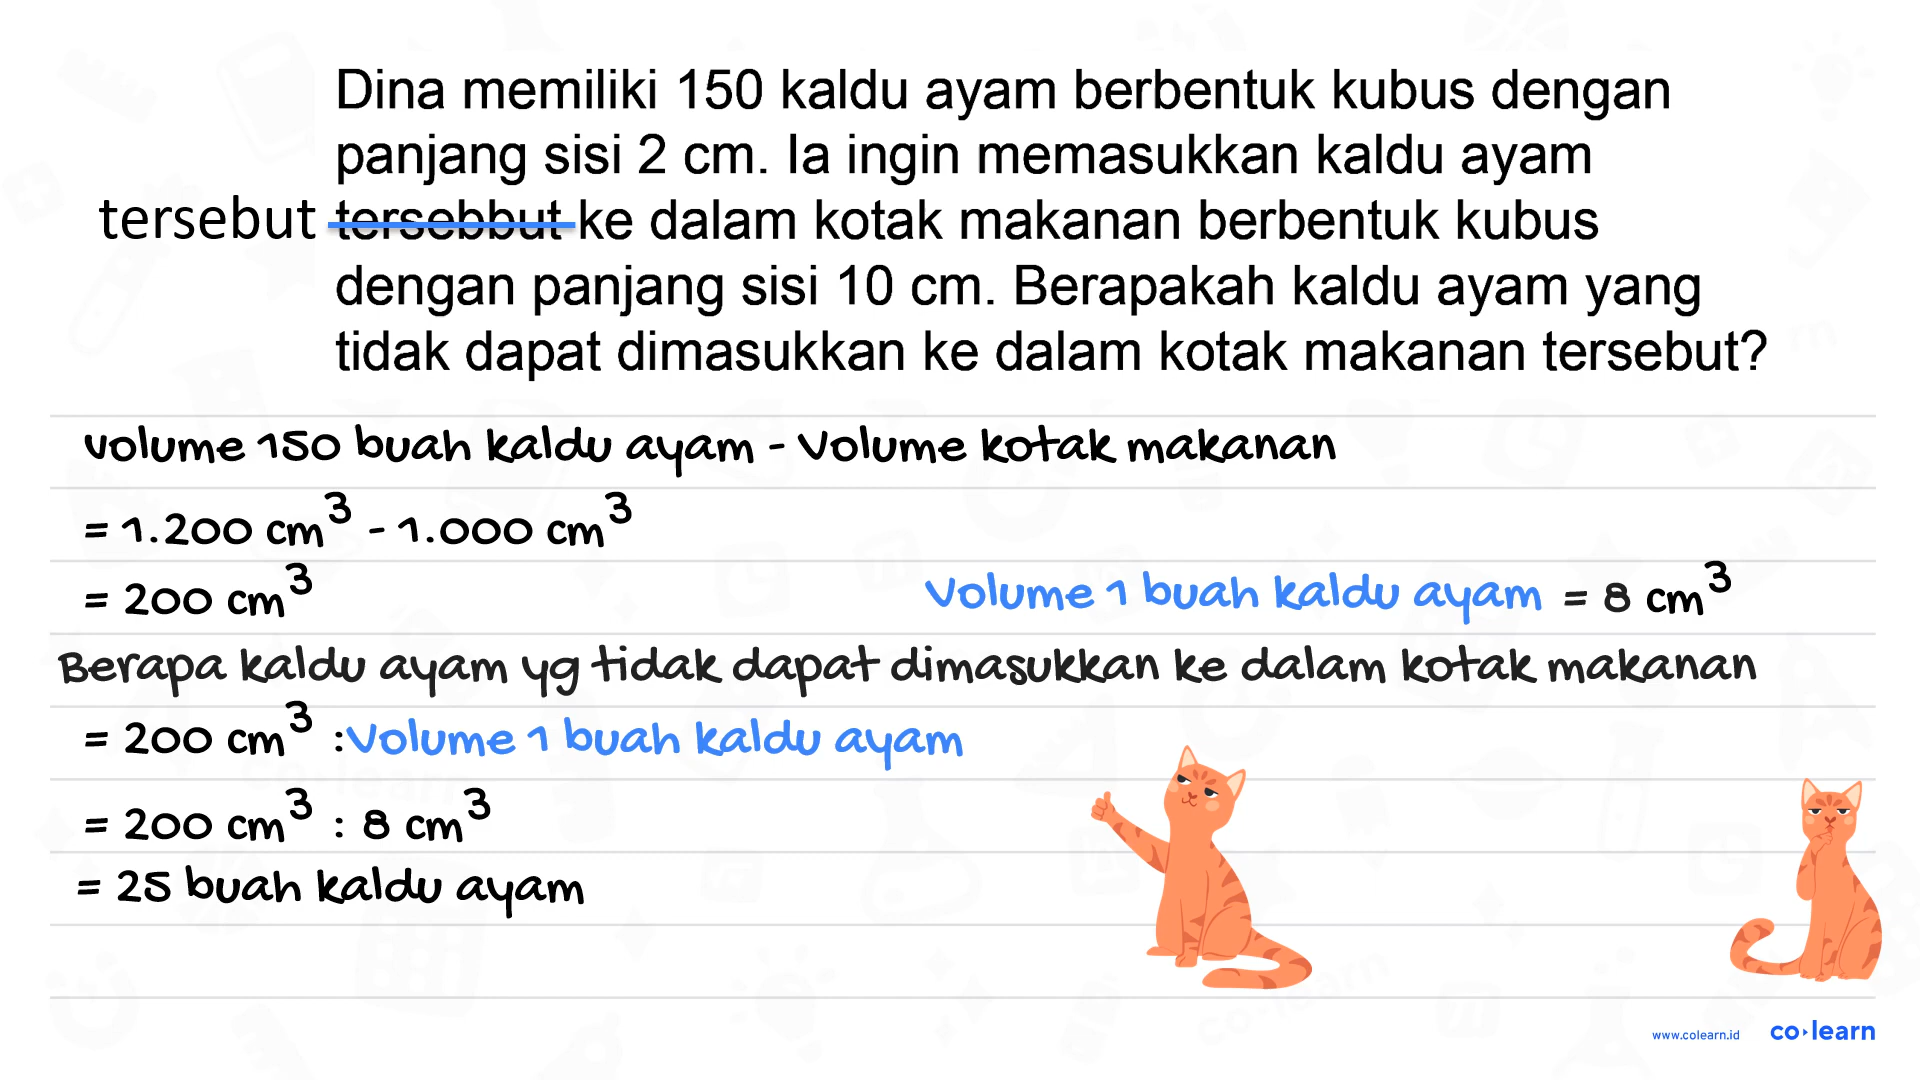 Dina memiliki 150 kaldu ayam berbentuk kubus dengan
panjang sisi 2 cm. Ia ingin memasukkan kaldu ayam
tersebut tersebbut ke dalam kotak makanan berbentuk kubus
dengan panjang sisi 10 cm. Berapakah kaldu ayam yang
tidak dapat dimasukkan ke dalam kotak makanan tersebut?
volume 150 buah kaldu ayam - Volume kotak makanan
= 1.200 cm³ - 1.000 cm³
= 200 cm³
Volume 1 buah kaldu ayam = 8 cm³
Berapa kaldu ayam yg tidak dapat dimasukkan ke dalam kotak makanan
= 200 cm³ : Volume 1 buah kaldu ayam
= 200 cm³ : 8 cm³
= 25 buah kaldu ayam
www.colearn.id co·learn